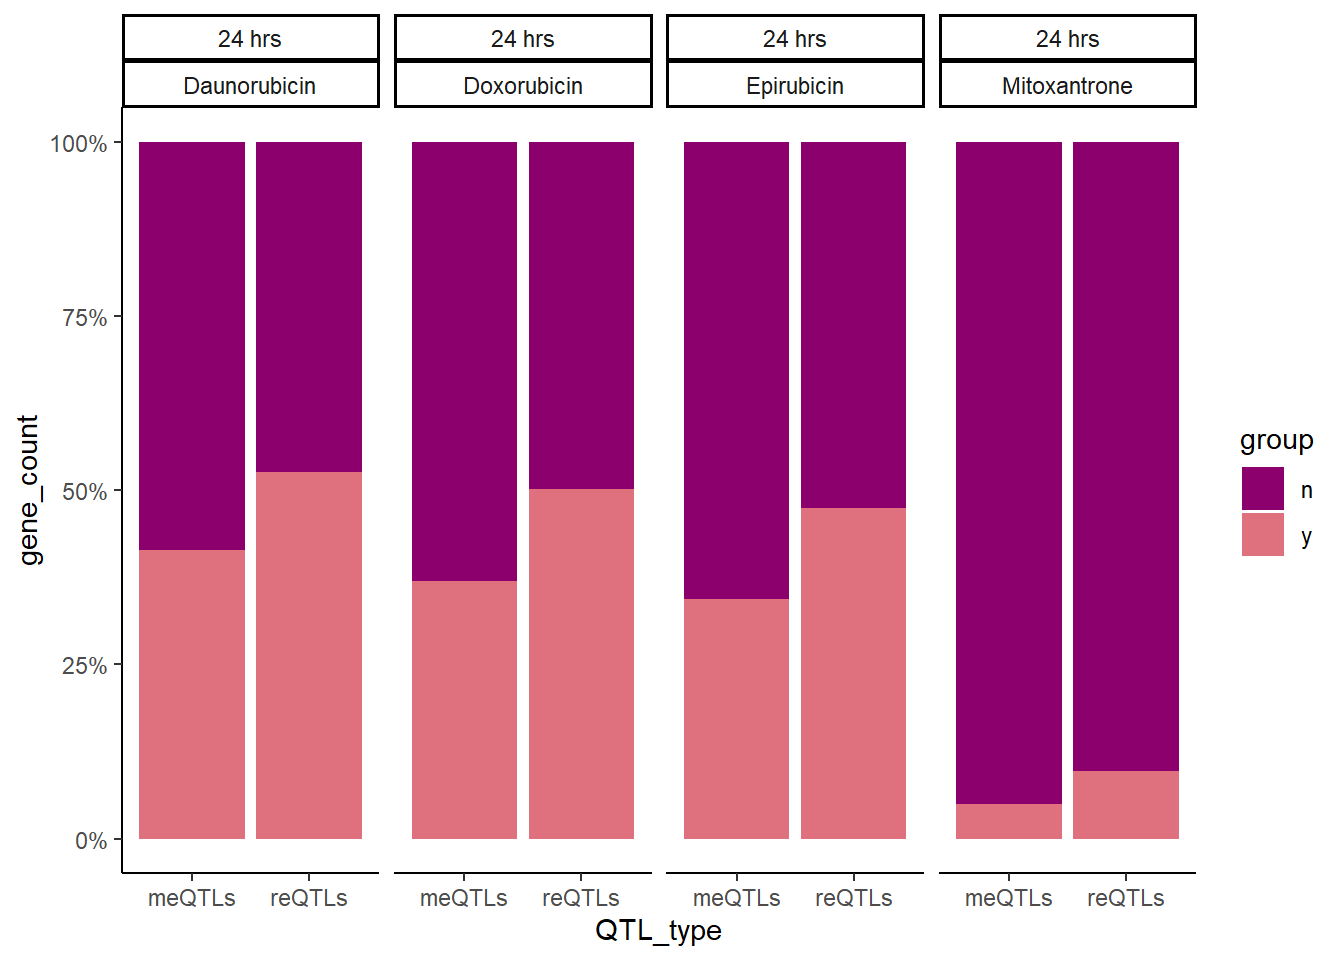 24 hrs 24 hrs 24 hrs 24 hrs
Daunorubicin Doxorubicin Epirubicin Mitoxantrone
100%
75%
50%
25%
0%
gene_count
meQTLs reQTLs meQTLs reQTLs meQTLs reQTLs meQTLs reQTLs
QTL_type
group
n
y